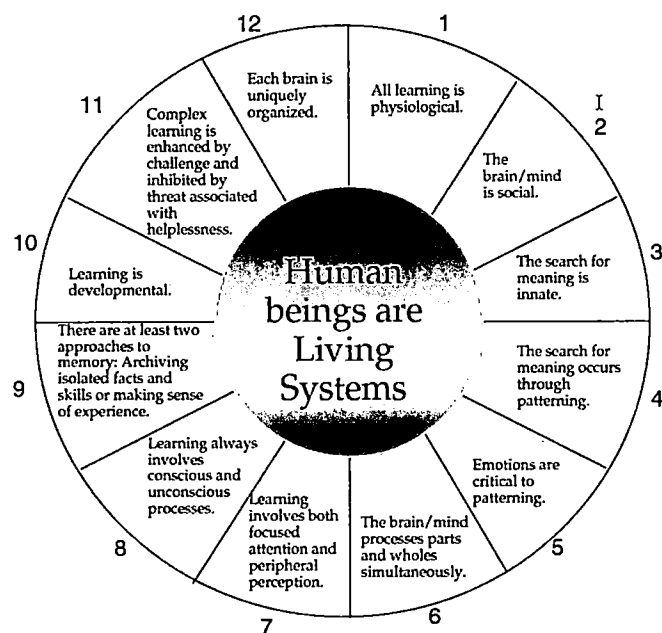 12
1
Each brain is
uniquely
organized.
All learning is
physiological.
11
Complex
learning is
enhanced by
challenge and
inhibited by
threat associated
with
helplessness.
2
The
brain/mind
is social.
10
Learning is
developmental.
3
The search for
meaning is
innate.
Human
beings are
Living
Systems
9
There are at least two
approaches to
memory: Archiving
isolated facts and
skills or making sense
of experience.
The search for
meaning occurs
through
patterning.
4
Learning always
involves
conscious and
unconscious
processes.
8
Emotions are
critical to
patterning.
5
Learning
involves both
focused
attention and
peripheral
perception.
7
The brain/mind
processes parts
and wholes
simultaneously.
6